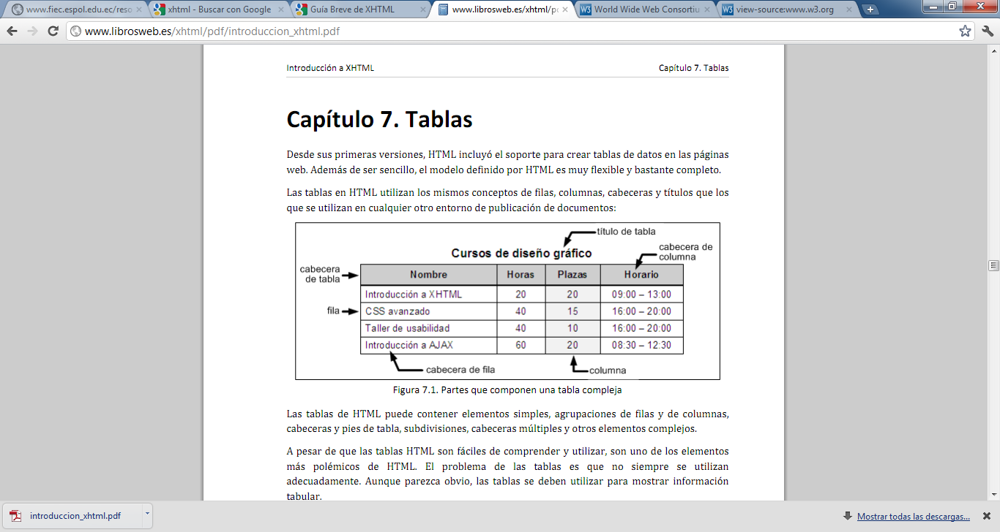 www.fiec.espol.edu.ec/reso
xhtml - Buscar con Google
Guía Breve de XHTML
www.librosweb.es/xhtml/pd
World Wide Web Consortiu
view-source:www.w3.org
www.librosweb.es/xhtml/pdf/introduccion_xhtml.pdf
Introducción a XHTML
Capítulo 7. Tablas
Capítulo 7. Tablas
Desde sus primeras versiones, HTML incluyó el soporte para crear tablas de datos en las páginas
web. Además de ser sencillo, el modelo definido por HTML es muy flexible y bastante completo.
Las tablas en HTML utilizan los mismos conceptos de filas, columnas, cabeceras y títulos que los
que se utilizan en cualquier otro entorno de publicación de documentos:
título de tabla
Cursos de diseño gráfico
cabecera de
columna
cabecera
de tabla
Nombre Horas Plazas Horario
Introducción a XHTML 20 20 09:00 – 13:00
fila
CSS avanzado 40 15 16:00 – 20:00
Taller de usabilidad 40 10 16:00 – 20:00
Introducción a AJAX 60 20 08:30 – 12:30
cabecera de fila
columna
Figura 7.1. Partes que componen una tabla compleja
Las tablas de HTML puede contener elementos simples, agrupaciones de filas y de columnas,
cabeceras y pies de tabla, subdivisiones, cabeceras múltiples y otros elementos complejos.
A pesar de que las tablas HTML son fáciles de comprender y utilizar, son uno de los elementos
más polémicos de HTML. El problema de las tablas es que no siempre se utilizan
adecuadamente. Aunque parezca obvio, las tablas se deben utilizar para mostrar información
tabular.
introduccion_xhtml.pdf
Mostrar todas las descargas...